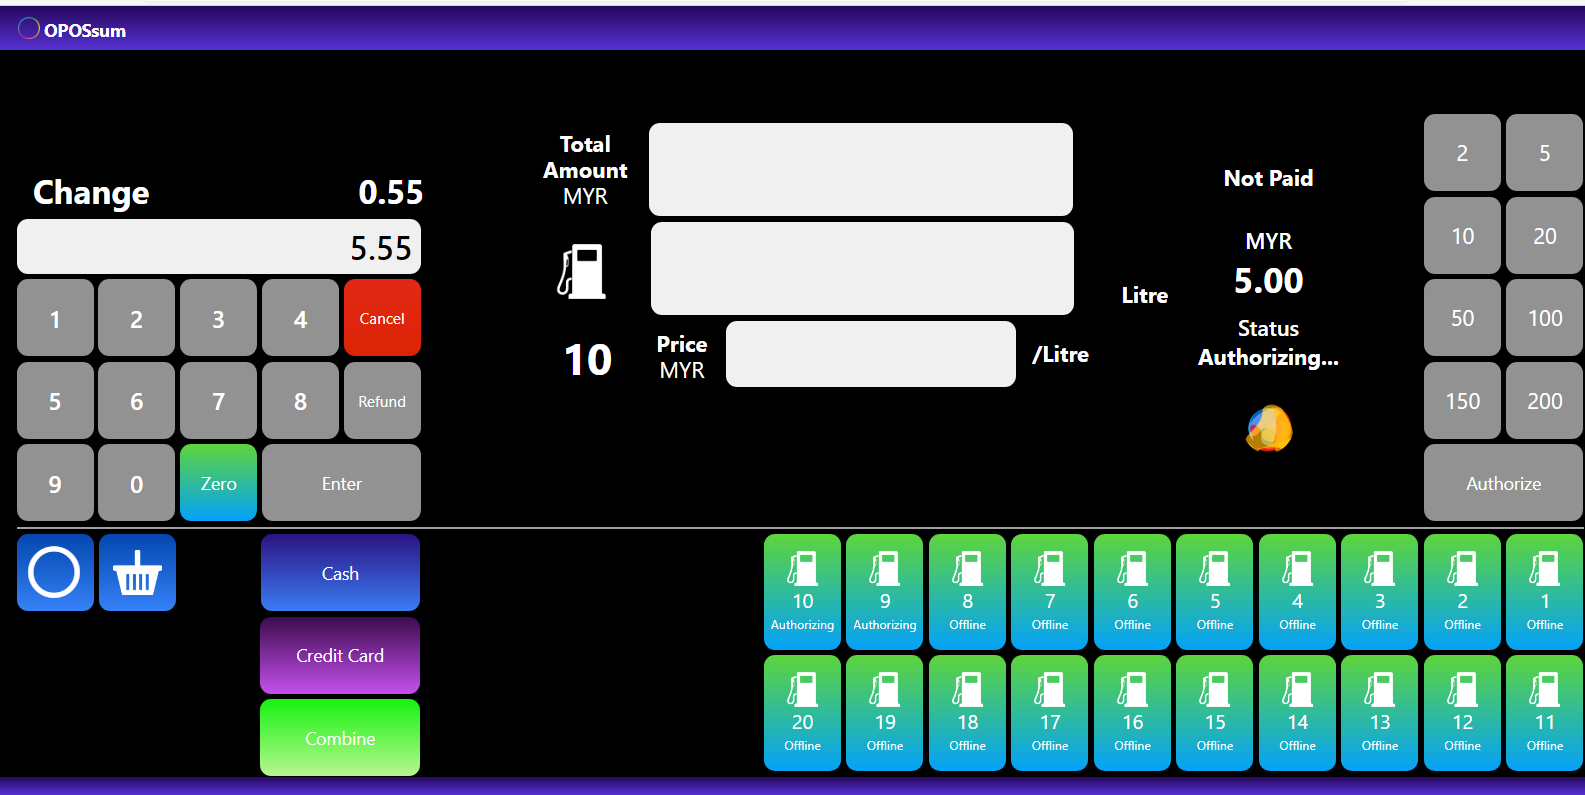 OPOSsum
Change 0.55
5.55
1 2 3 4 Cancel
5 6 7 8 Refund
9 0 Zero Enter
Total
Amount
MYR
10
Price
MYR
/Litre
Litre
Not Paid
MYR
5.00
Status
Authorizing...
2 5
10 20
50 100
150 200
Authorize
Cash
Credit Card
Combine
10 9 8 7 6 5 4 3 2 1
Authorizing Authorizing Offline Offline Offline Offline Offline Offline Offline Offline
20 19 18 17 16 15 14 13 12 11
Offline Offline Offline Offline Offline Offline Offline Offline Offline Offline